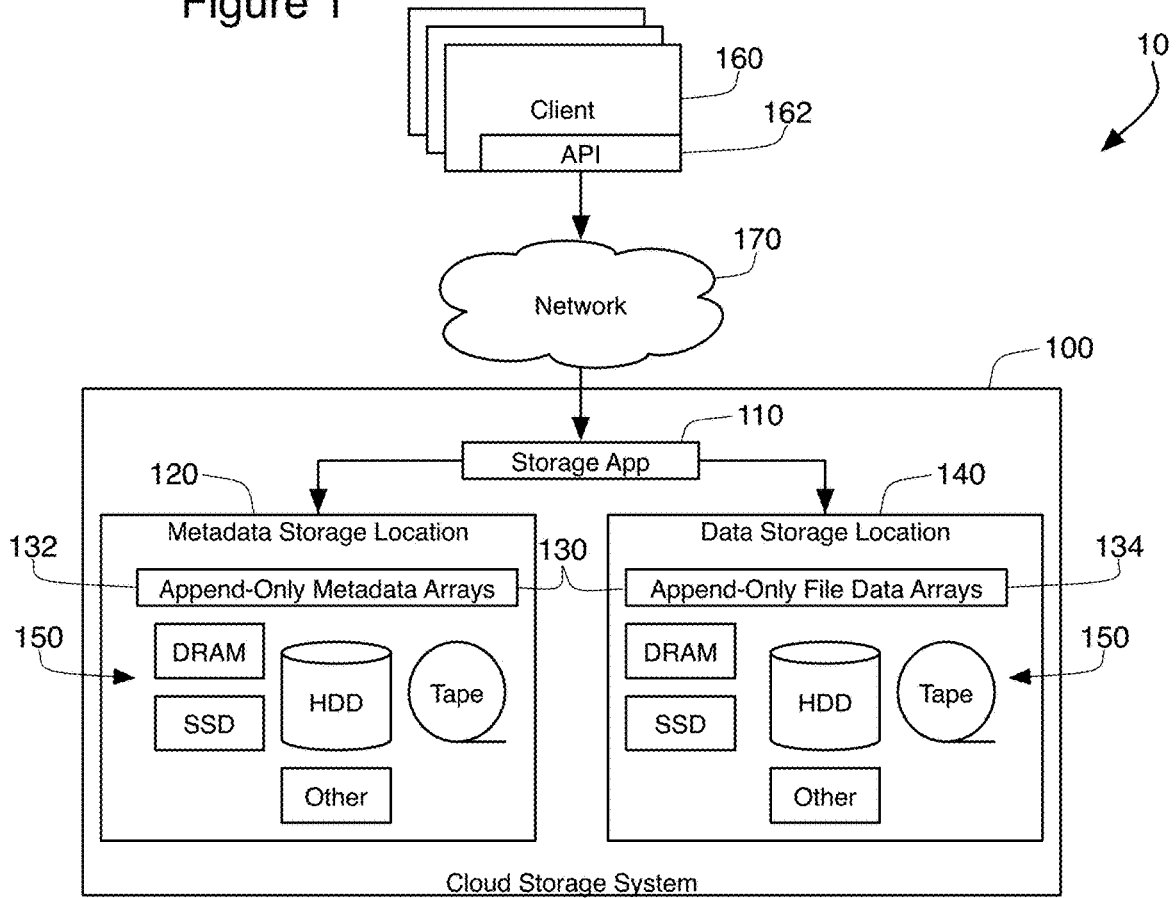 Figure 1
10
160
Client
162
API
170
Network
100
110
Storage App
120
140
Metadata Storage Location
Data Storage Location
132
130
134
Append-Only Metadata Arrays
Append-Only File Data Arrays
150
DRAM
HDD
Tape
SSD
Other
DRAM
HDD
Tape
SSD
Other
150
Cloud Storage System